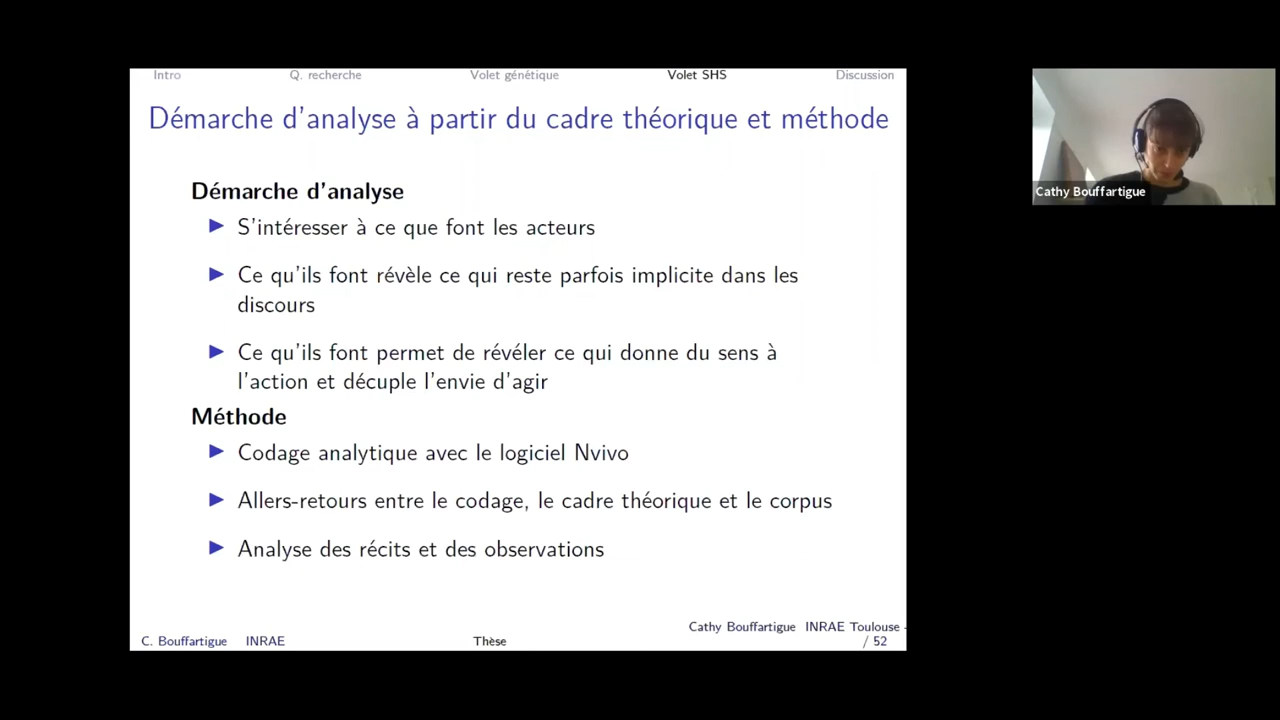 Intro Q. recherche Volet génétique Volet SHS Discussion
Démarche d'analyse à partir du cadre théorique et méthode
Démarche d'analyse
S'intéresser à ce que font les acteurs
Ce qu'ils font révèle ce qui reste parfois implicite dans les
discours
Ce qu'ils font permet de révéler ce qui donne du sens à
l'action et décuple l'envie d'agir
Méthode
Codage analytique avec le logiciel Nvivo
Allers-retours entre le codage, le cadre théorique et le corpus
Analyse des récits et des observations
Cathy Bouffartigue INRAE Toulouse -
C. Bouffartigue INRAE Thèse / 52
Cathy Bouffartigue